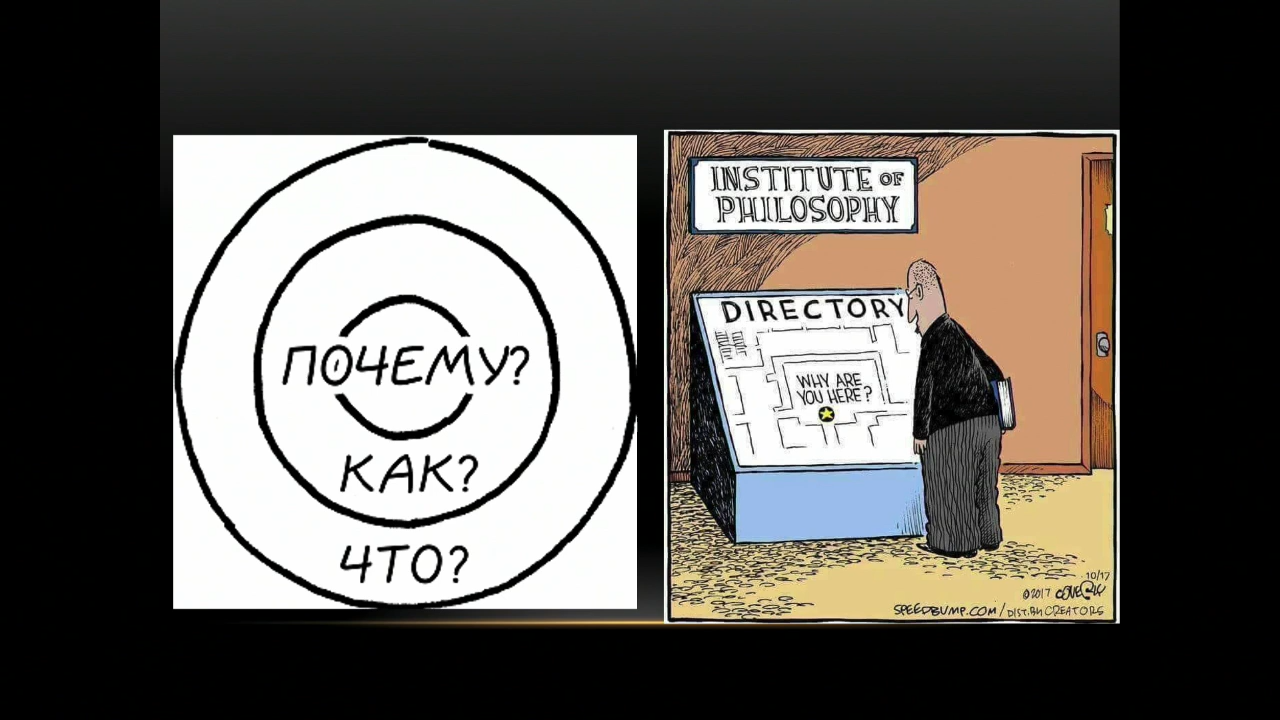 ПОЧЕМУ?
КАК?
ЧТО?
INSTITUTE OF
PHILOSOPHY
DIRECTORY
WHY ARE
YOU HERE?
10/17
©2017
SPEEDBUMP.COM / DIST. BY CREATORS